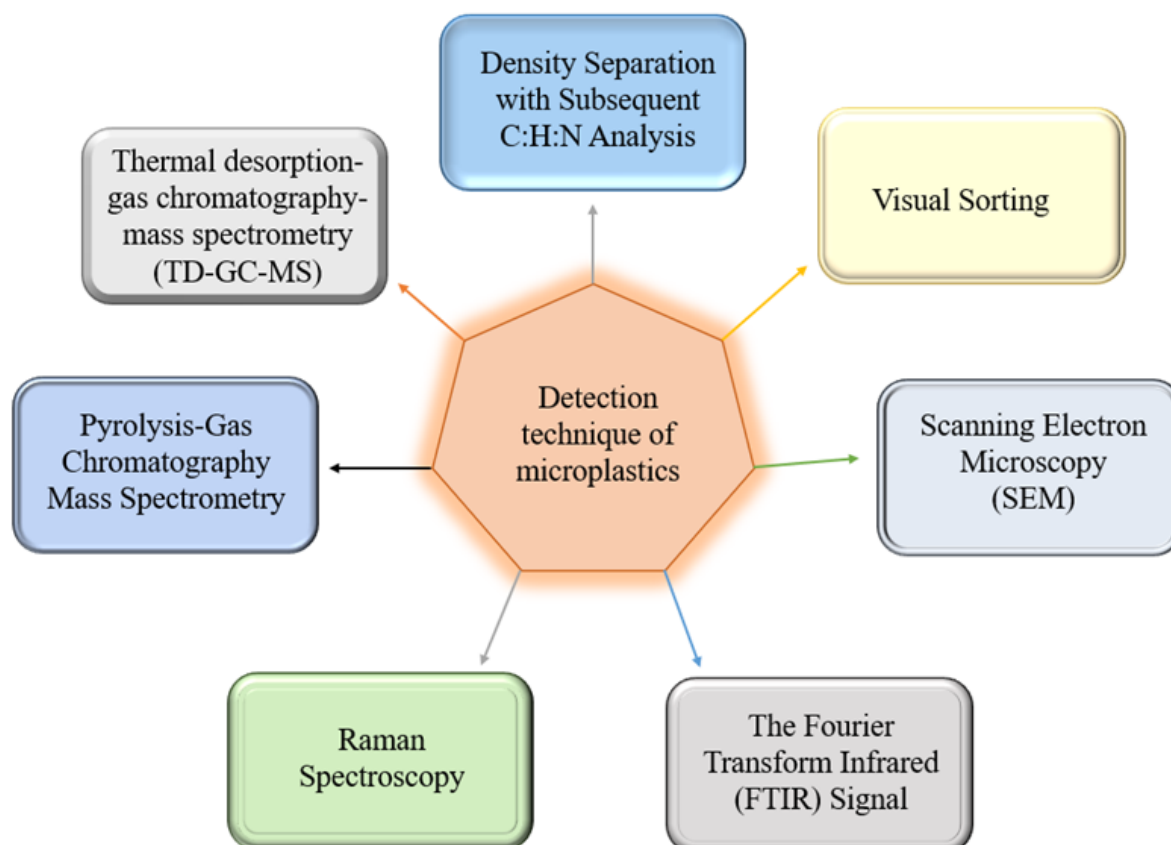 Density Separation
with Subsequent
C:H:N Analysis
Thermal desorption-
gas chromatography-
mass spectrometry
(TD-GC-MS)
Visual Sorting
Pyrolysis-Gas
Chromatography
Mass Spectrometry
Detection
technique of
microplastics
Scanning Electron
Microscopy
(SEM)
Raman
Spectroscopy
The Fourier
Transform Infrared
(FTIR) Signal